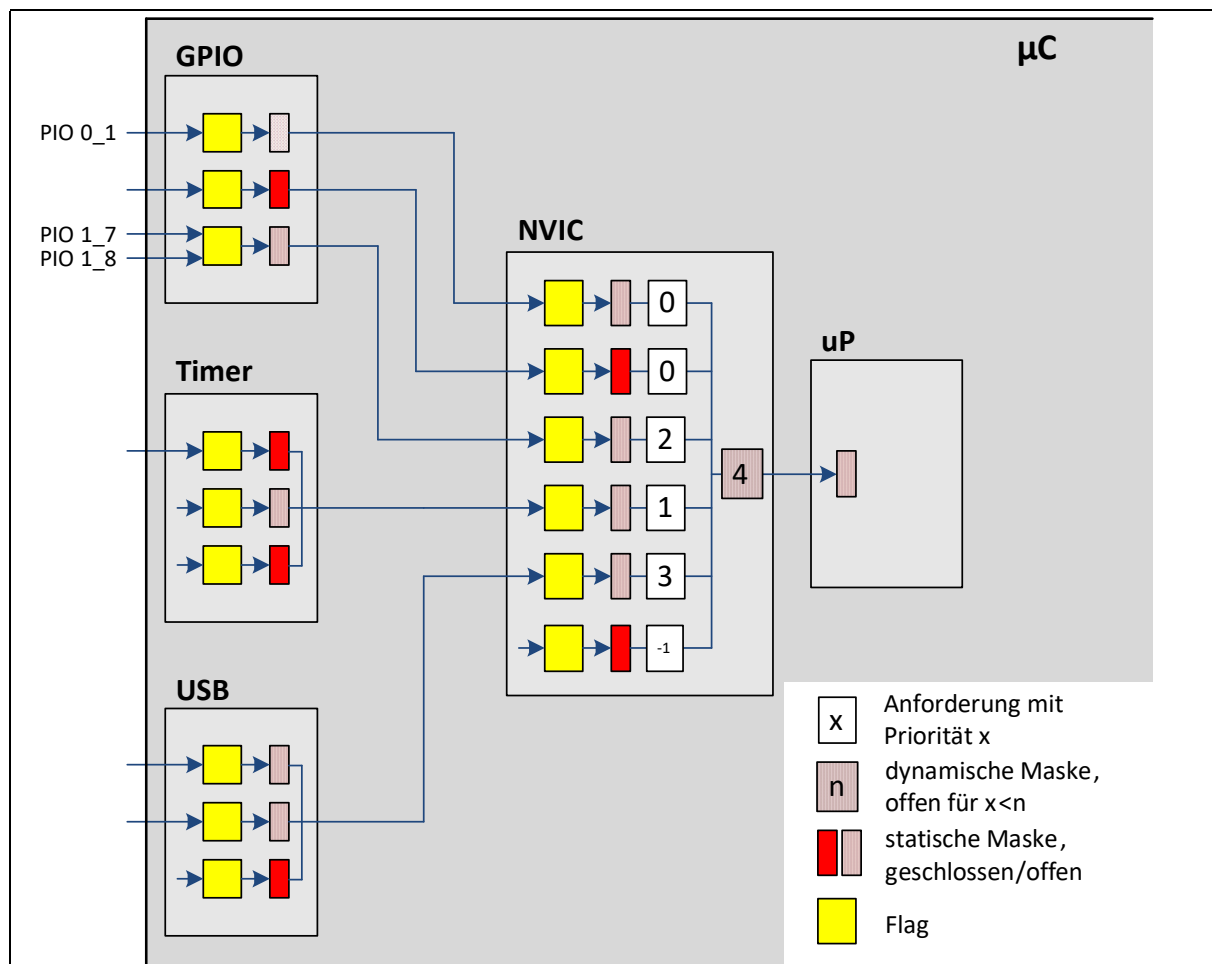 µC
GPIO
PIO 0_1
PIO 1_7
PIO 1_8
NVIC
0
0
2
1
3
-1
4
uP
Timer
USB
x
Anforderung mit
Priorität x
n
dynamische Maske,
offen für x<n
statische Maske,
geschlossen/offen
Flag